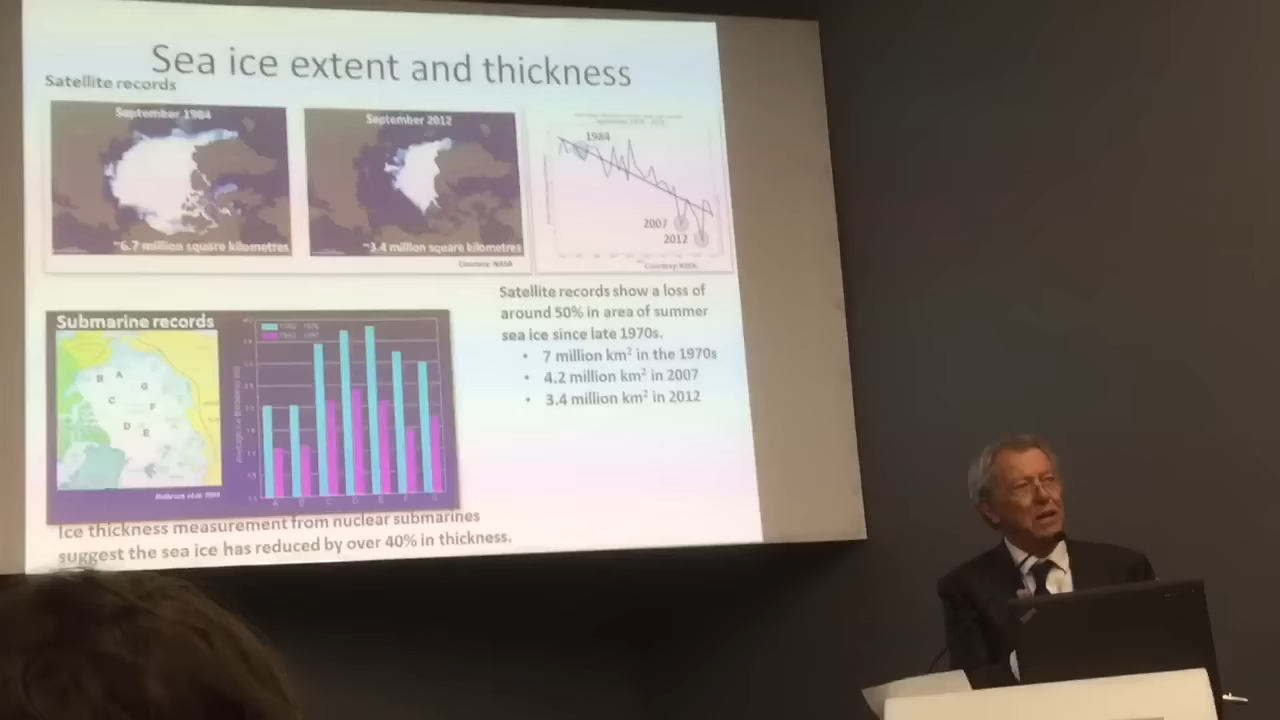 Sea ice extent and thickness
Satellite records
September 1984
~6.7 million square kilometres
September 2012
~3.4 million square kilometres
Courtesy: NASA
1984
2007
2012
Courtesy:
Satellite records show a loss of
around 50% in area of summer
sea ice since late 1970s.
• 7 million km² in the 1970s
• 4.2 million km² in 2007
• 3.4 million km² in 2012
Submarine records
B A
G
C
F
D E
A B C D E F G
Ice thickness measurement from nuclear submarines
suggest the sea ice has reduced by over 40% in thickness.